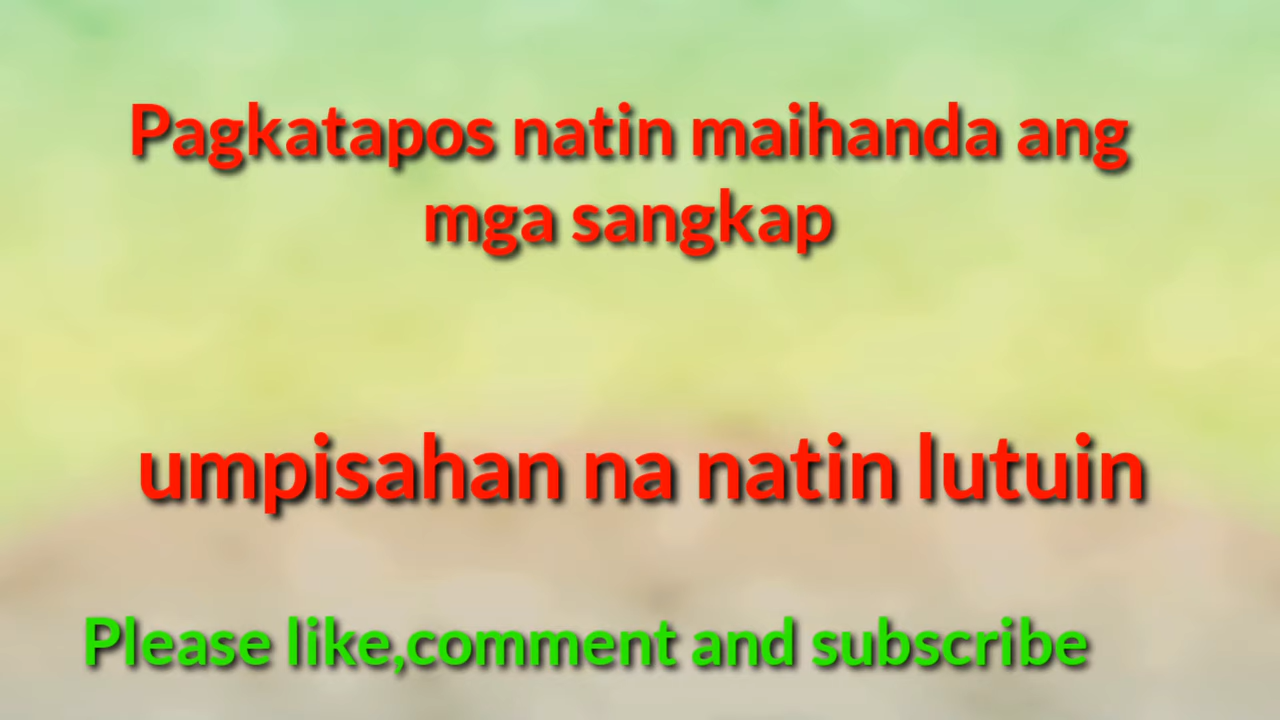 Pagkatapos natin maihanda ang
mga sangkap
umpisahan na natin lutuin
Please like,comment and subscribe